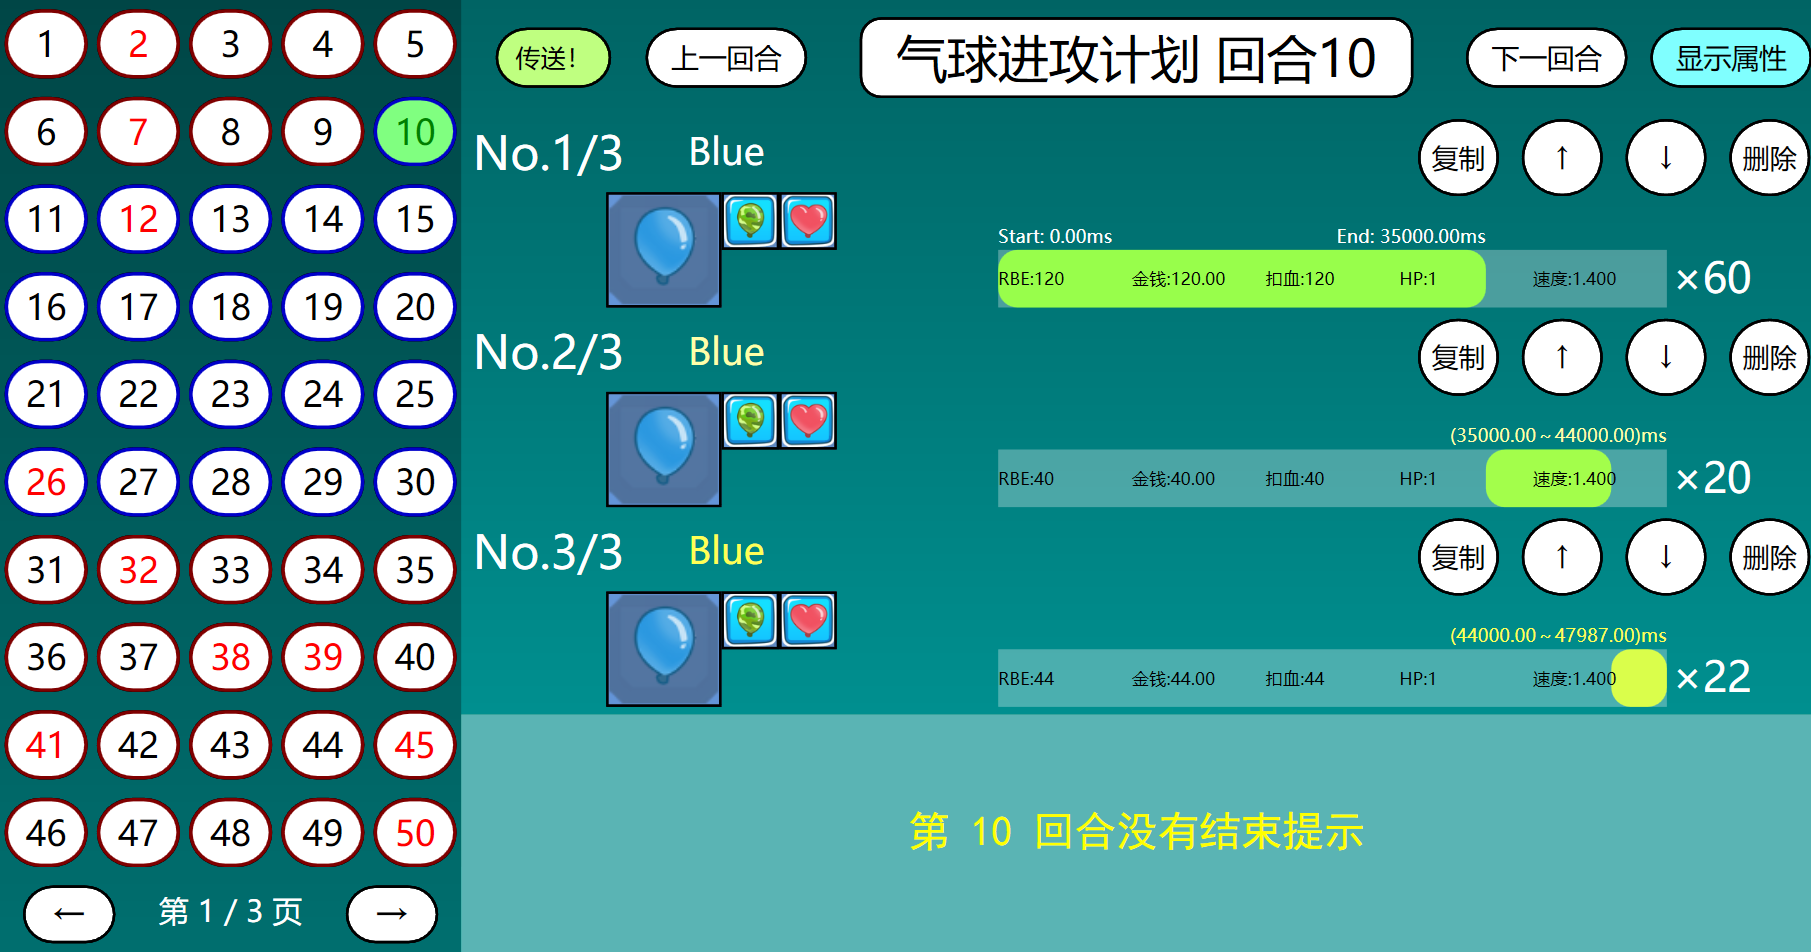 1 2 3 4 5
6 7 8 9 10
11 12 13 14 15
16 17 18 19 20
21 22 23 24 25
26 27 28 29 30
31 32 33 34 35
36 37 38 39 40
41 42 43 44 45
46 47 48 49 50
← 第 1 / 3 页 →
传送! 上一回合 气球进攻计划 回合10 下一回合 显示属性
No.1/3 Blue 复制 ↑ ↓ 删除
Start: 0.00ms End: 35000.00ms
RBE:120 金钱:120.00 扣血:120 HP:1 速度:1.400 ×60
No.2/3 Blue 复制 ↑ ↓ 删除
(35000.00 ~ 44000.00)ms
RBE:40 金钱:40.00 扣血:40 HP:1 速度:1.400 ×20
No.3/3 Blue 复制 ↑ ↓ 删除
(44000.00 ~ 47987.00)ms
RBE:44 金钱:44.00 扣血:44 HP:1 速度:1.400 ×22
第 10 回合没有结束提示